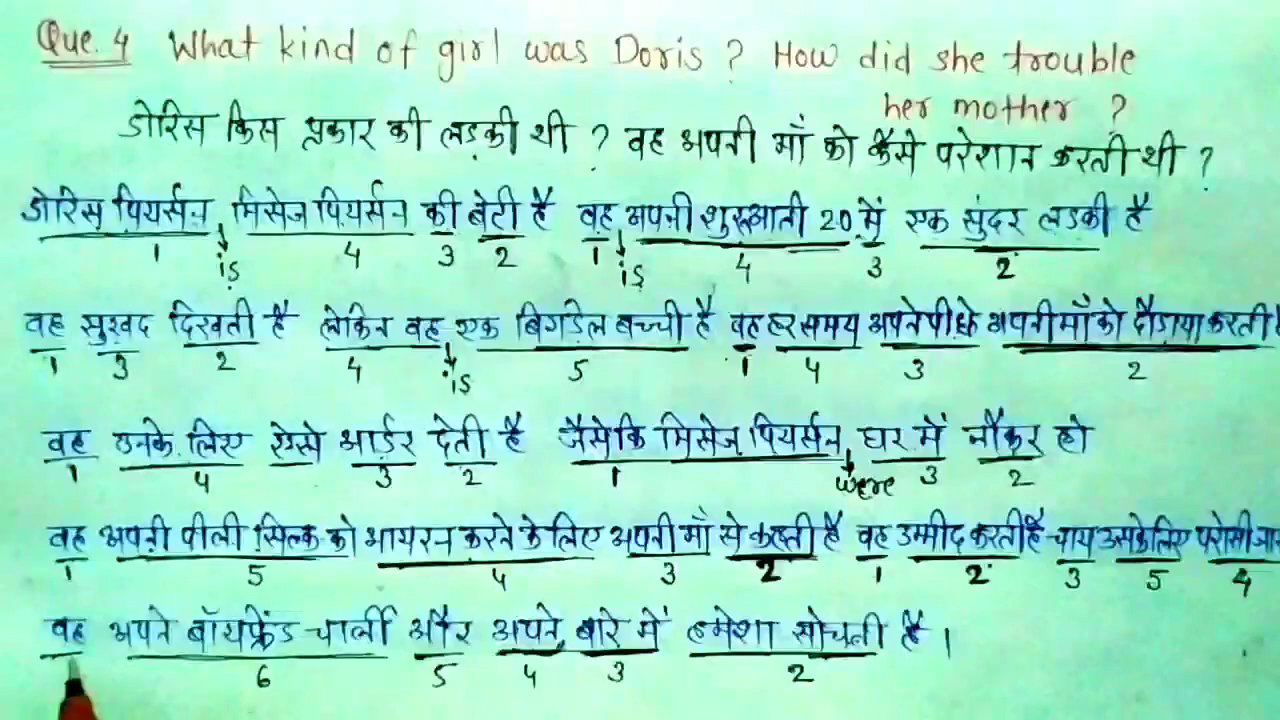 Que. 4 What kind of girl was Doris ? How did she trouble
her mother ?
डोरिस किस प्रकार की लड़की थी ? वह अपनी माँ को कैसे परेशान करती थी ?
डोरिस पियर्सन मिसेज पियर्सन की बेटी है वह अपनी शुरुआती 20 में एक सुंदर लडकी है
1 is 4 3 2 1 is 4 3 2
वह सुखद दिखती है लेकिन वह एक बिगडैल बच्ची है वह हर समय अपने पीछे अपनी माँ को दौडाया करती
1 3 2 4 is 5 1 4 3 2
वह उनके लिए ऐसे आर्डर देती है जैसेकि मिसेज पियर्सन घर में नौकर हो
1 4 3 2 1 were 3 2
वह अपनी पीली सिल्क को आयरन करने के लिए अपनी माँ से कहती है वह उम्मीद करती है चाय उसके लिए परोसी
1 5 4 3 2 1 2 3 5 4
वह अपने बॉयफ्रेंड चार्ली और अपने बारे में हमेशा सोचती है ।
6 5 4 3 2